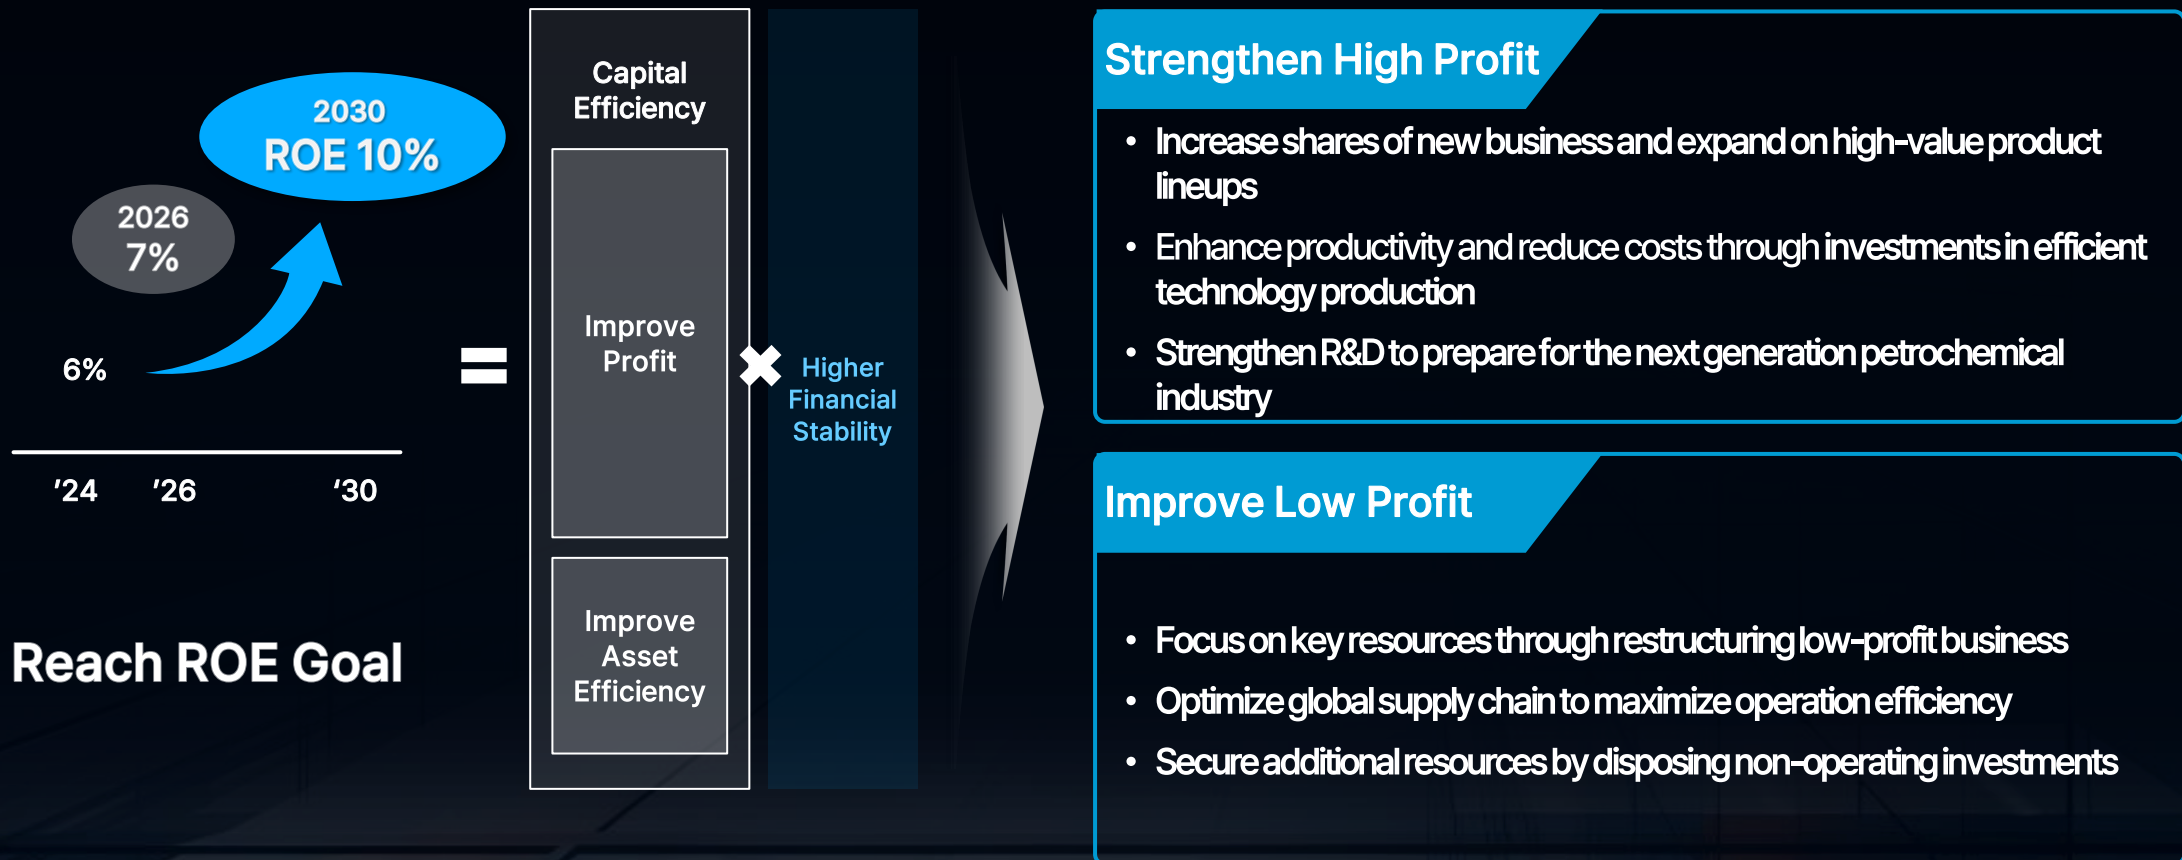 2030
ROE 10%
2026
7%
6%
’24 ’26 ’30
Reach ROE Goal
=
Capital
Efficiency
Improve
Profit
Improve
Asset
Efficiency
✖
Higher
Financial
Stability
Strengthen High Profit
• Increase shares of new business and expand on high-value product
lineups
• Enhance productivity and reduce costs through investments in efficient
technology production
• Strengthen R&D to prepare for the next generation petrochemical
industry
Improve Low Profit
• Focus on key resources through restructuring low-profit business
• Optimize global supply chain to maximize operation efficiency
• Secure additional resources by disposing non-operating investments